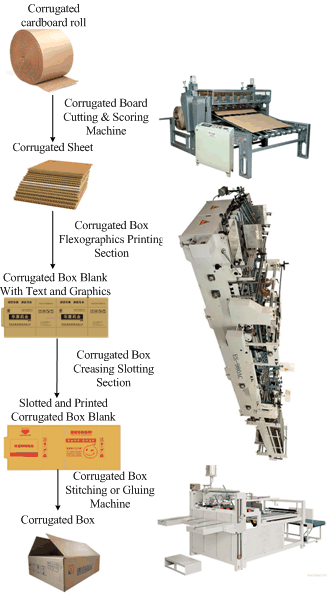 Corrugated
cardboard roll
Corrugated Board
Cutting & Scoring
Machine
Corrugated Sheet
Corrugated Box
Flexographics Printing
Section
Corrugated Box Blank
With Text and Graphics
Corrugated Box
Creasing Slotting
Section
Slotted and Printed
Corrugated Box Blank
Corrugated Box
Stitching or Gluing
Machine
Corrugated Box